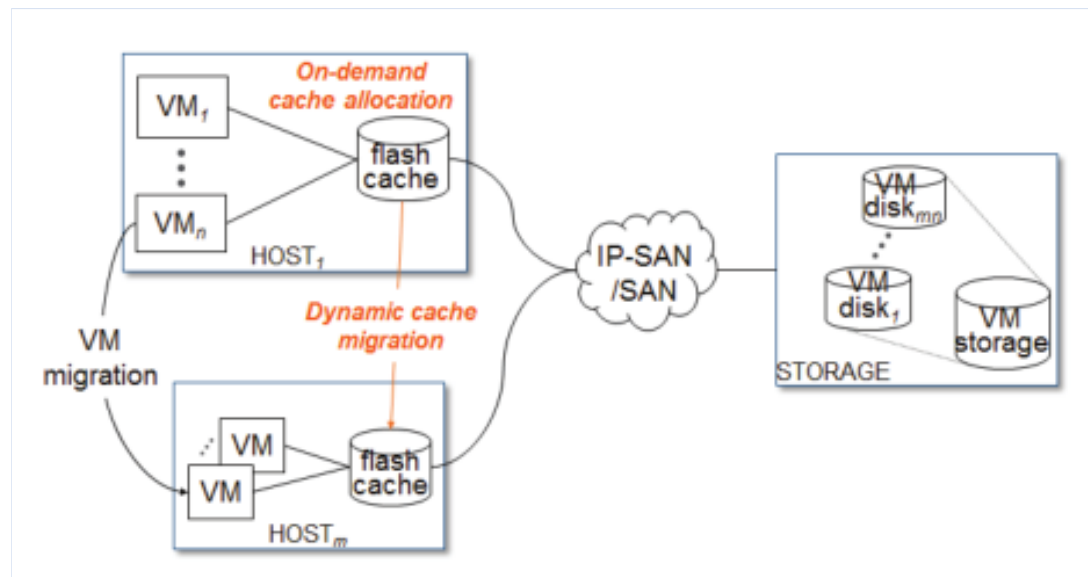 On-demand
cache allocation
VM1
flash
cache
VMn
HOST1
VM
migration
Dynamic cache
migration
VM
VM
flash
cache
HOSTm
IP-SAN
/SAN
VM
diskmn
VM
disk1
VM
storage
STORAGE